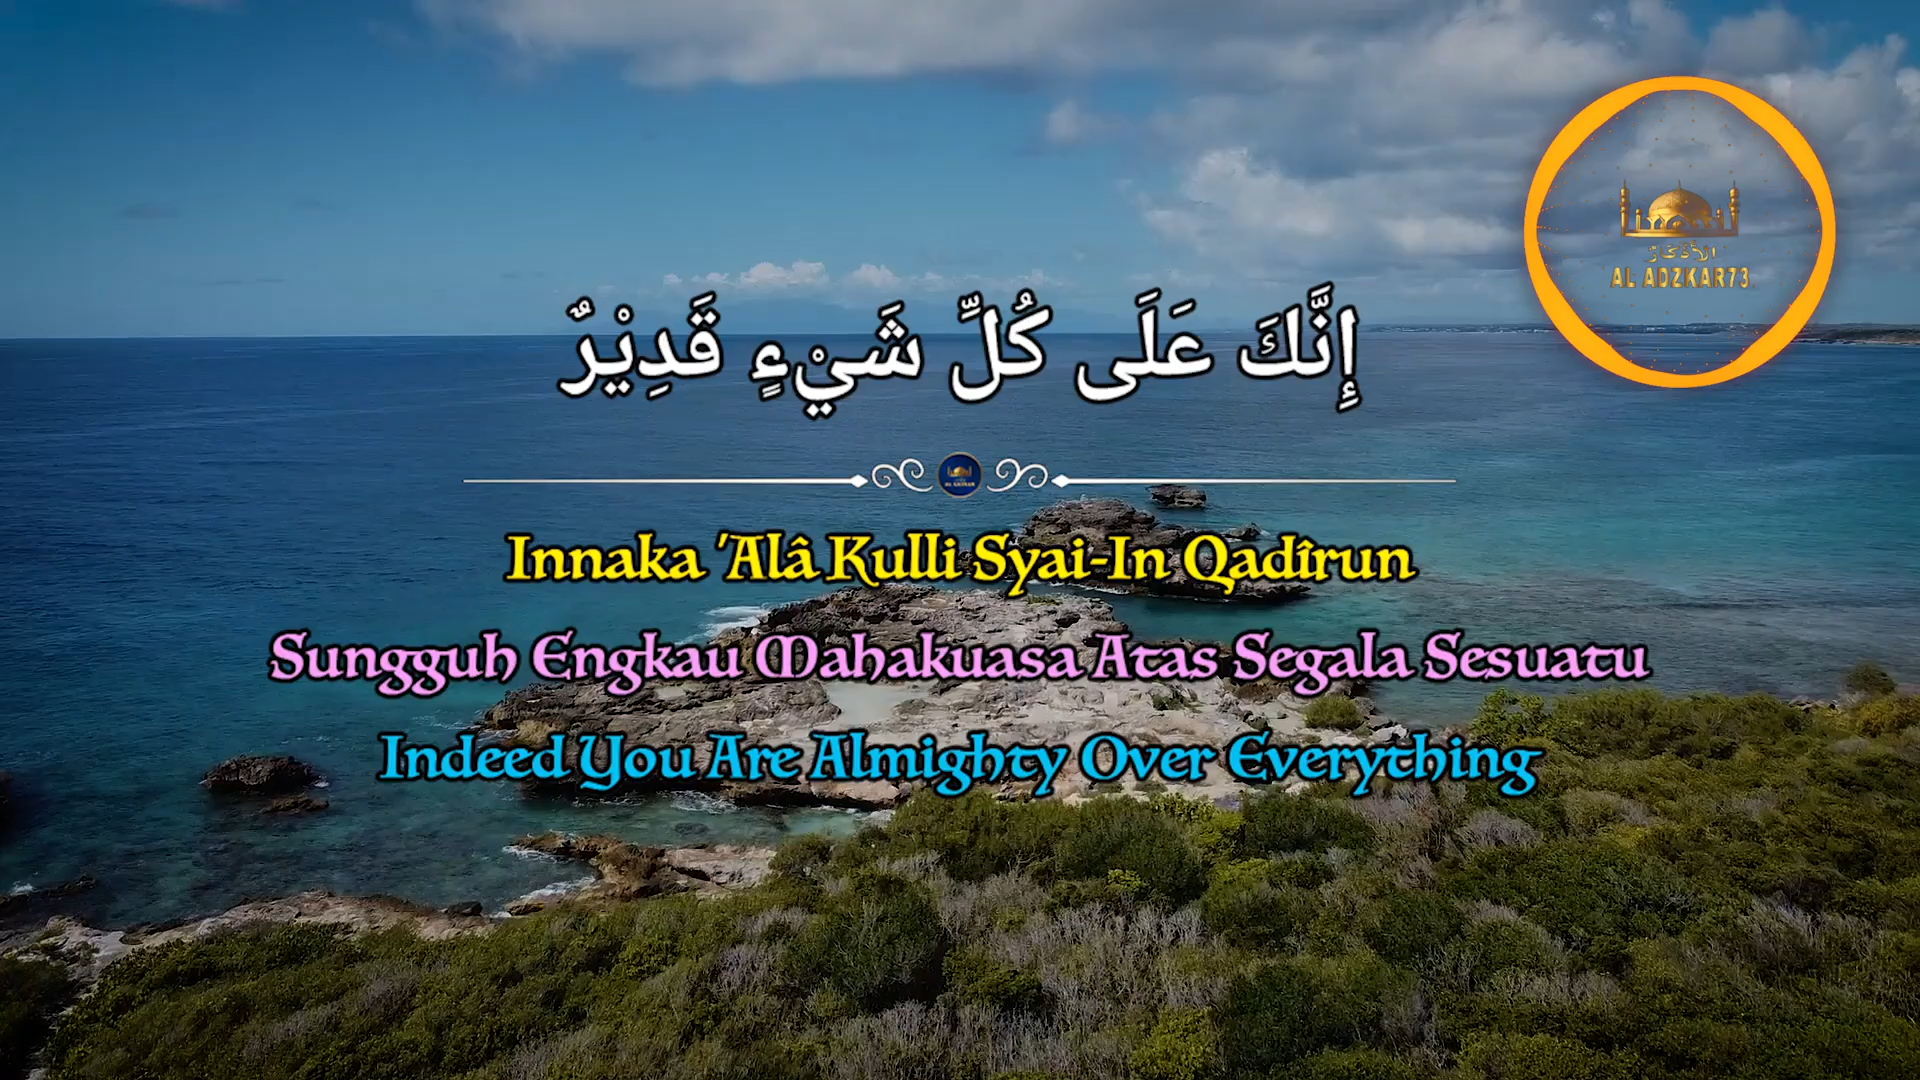 الأذكار
AL ADZKAR73
إِنَّكَ عَلَى كُلِّ شَيْءٍ قَدِيْرٌ
Innaka 'Alâ Kulli Syai-In Qadîrun
Sungguh Engkau Mahakuasa Atas Segala Sesuatu
Indeed You Are Almighty Over Everything